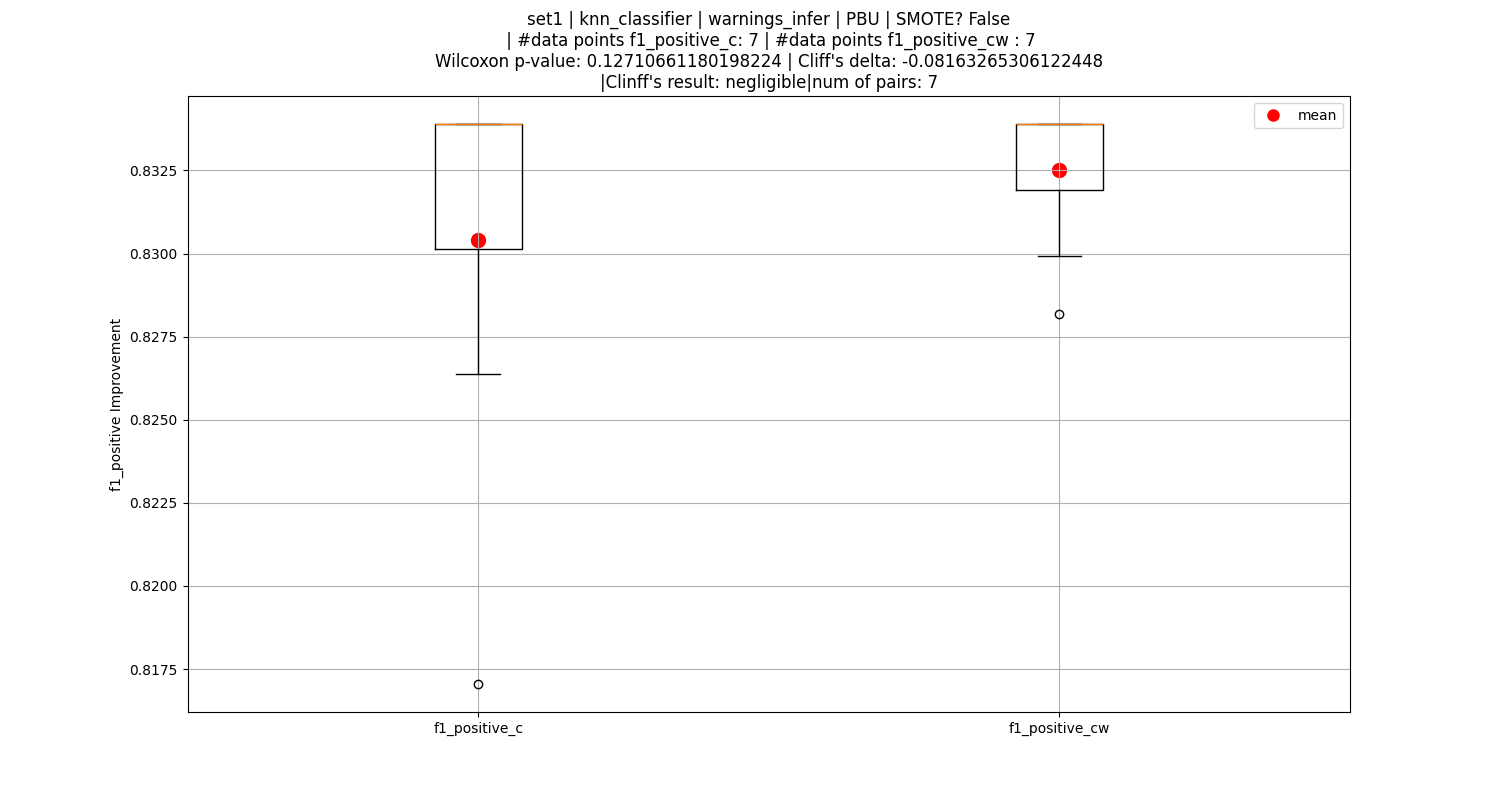 set1 | knn_classifier | warnings_infer | PBU | SMOTE? False
| #data points f1_positive_c: 7 | #data points f1_positive_cw : 7
Wilcoxon p-value: 0.12710661180198224 | Cliff's delta: -0.08163265306122448
|Clinff's result: negligible|num of pairs: 7
mean
f1_positive Improvement
0.8325
0.8300
0.8275
0.8250
0.8225
0.8200
0.8175
f1_positive_c
f1_positive_cw